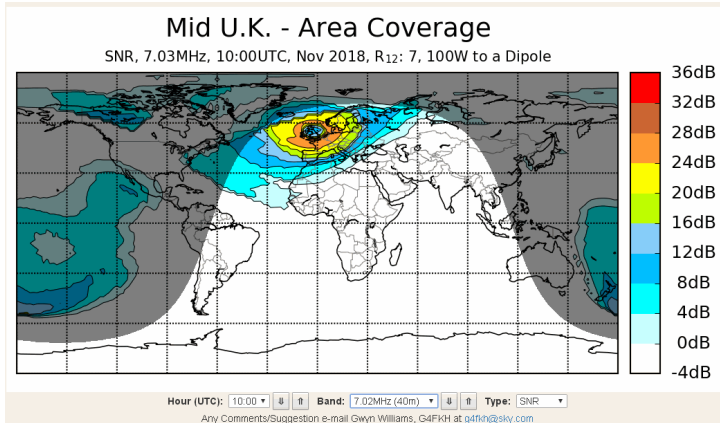 Mid U.K. - Area Coverage
SNR, 7.03MHz, 10:00UTC, Nov 2018, R12: 7, 100W to a Dipole
36dB
32dB
28dB
24dB
20dB
16dB
12dB
8dB
4dB
0dB
-4dB
Hour (UTC): 10:00 Band: 7.02MHz (40m) Type: SNR
Any Comments/Suggestion e-mail Gwyn Williams, G4FKH at g4fkh@sky.com